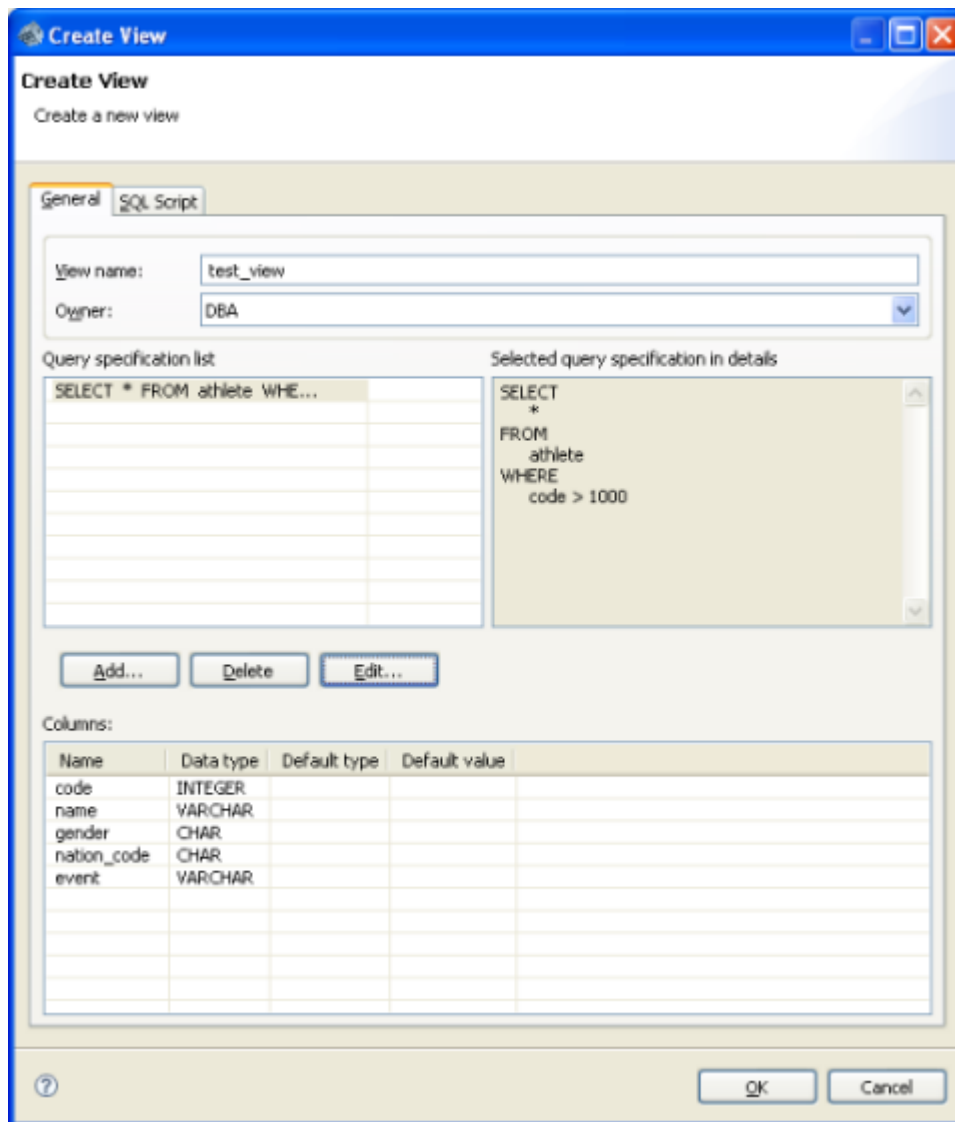 Create View
Create View
Create a new view
General SQL Script
View name: test_view
Owner: DBA
Query specification list Selected query specification in details
SELECT * FROM athlete WHE...
SELECT
*
FROM
athlete
WHERE
code > 1000
Add... Delete Edit...
Columns:
Name Data type Default type Default value
code INTEGER
name VARCHAR
gender CHAR
nation_code CHAR
event VARCHAR
? OK Cancel